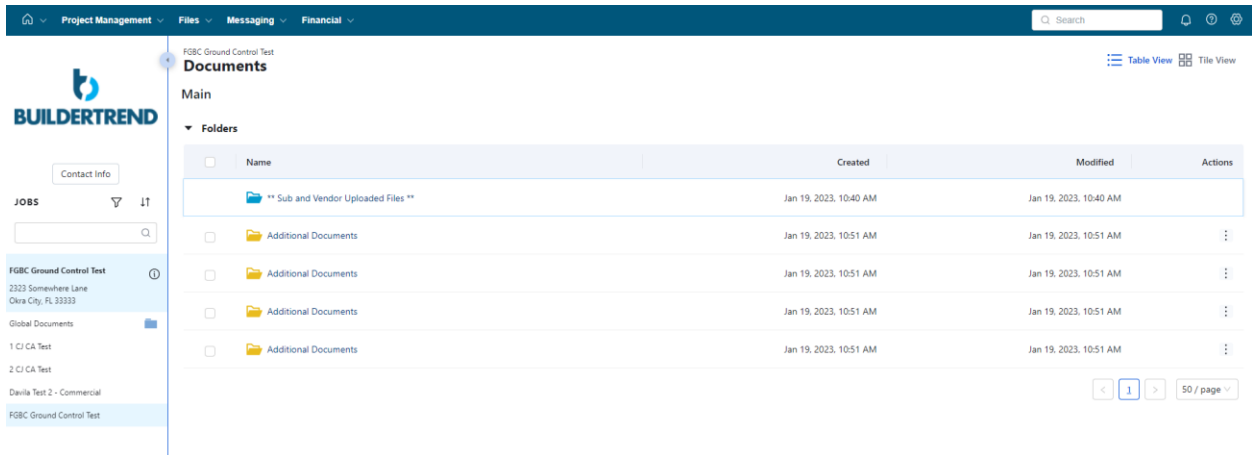 Project Management Files Messaging Financial Search
FGBC Ground Control Test
Documents
Table View Tile View
Main
BUILDERTREND
Folders
Name Created Modified Actions
Contact Info
** Sub and Vendor Uploaded Files ** Jan 19, 2023, 10:40 AM Jan 19, 2023, 10:40 AM
JOBS
Additional Documents Jan 19, 2023, 10:51 AM Jan 19, 2023, 10:51 AM
Additional Documents Jan 19, 2023, 10:51 AM Jan 19, 2023, 10:51 AM
Additional Documents Jan 19, 2023, 10:51 AM Jan 19, 2023, 10:51 AM
Additional Documents Jan 19, 2023, 10:51 AM Jan 19, 2023, 10:51 AM
FGBC Ground Control Test
2323 Somewhere Lane
Okra City, FL 33333
Global Documents
1 CJ CA Test
2 CJ CA Test
Davila Test 2 - Commercial
FGBC Ground Control Test
< 1 > 50 / page